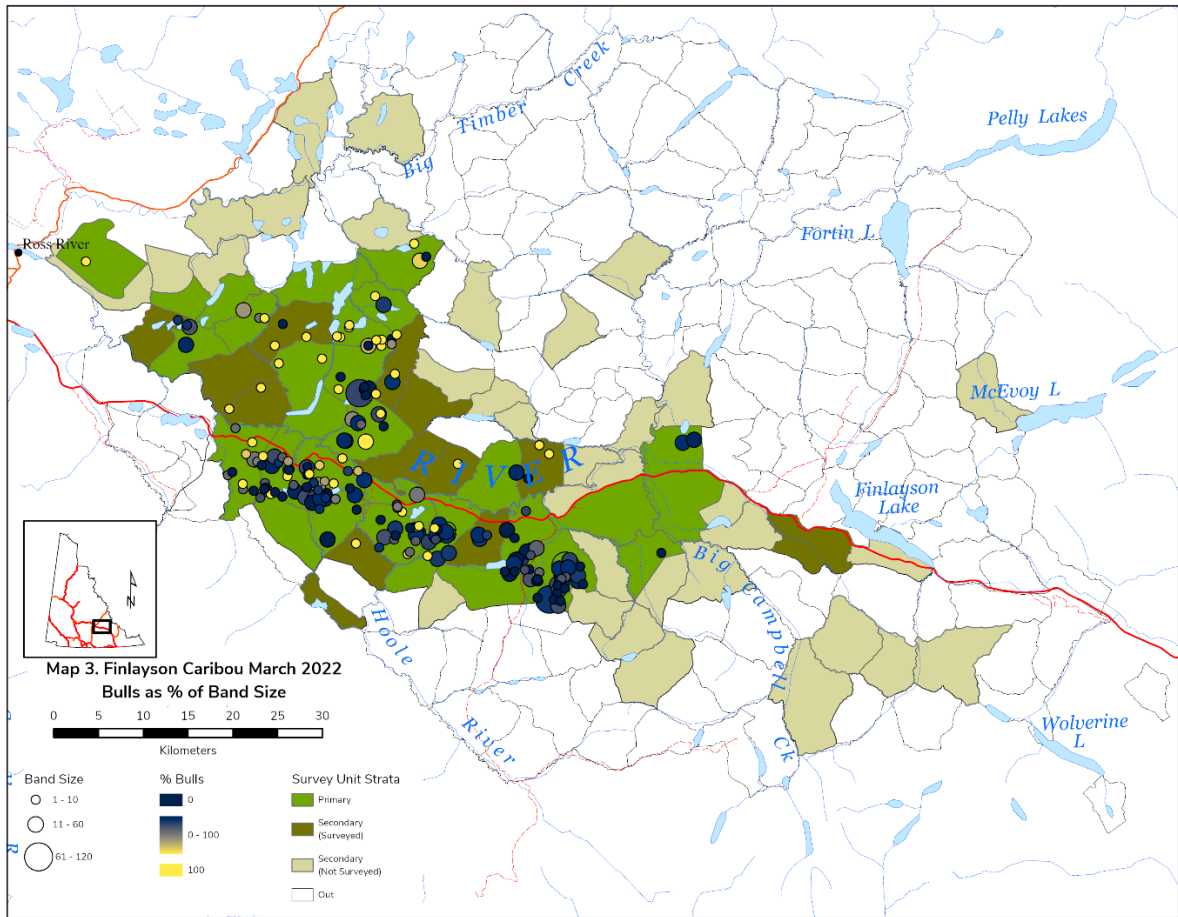 Big Timber Creek
Pelly Lakes
Ross River
Fortin L
McEvoy L
RIVER
Finlayson
Lake
Big Campbell Ck
Hoole River
Wolverine
L
N
Map 3. Finlayson Caribou March 2022
Bulls as % of Band Size
0 5 10 15 20 25 30
Kilometers
Band Size
1 - 10
11 - 60
61 - 120
% Bulls
0
0 - 100
100
Survey Unit Strata
Primary
Secondary
(Surveyed)
Secondary
(Not Surveyed)
Out